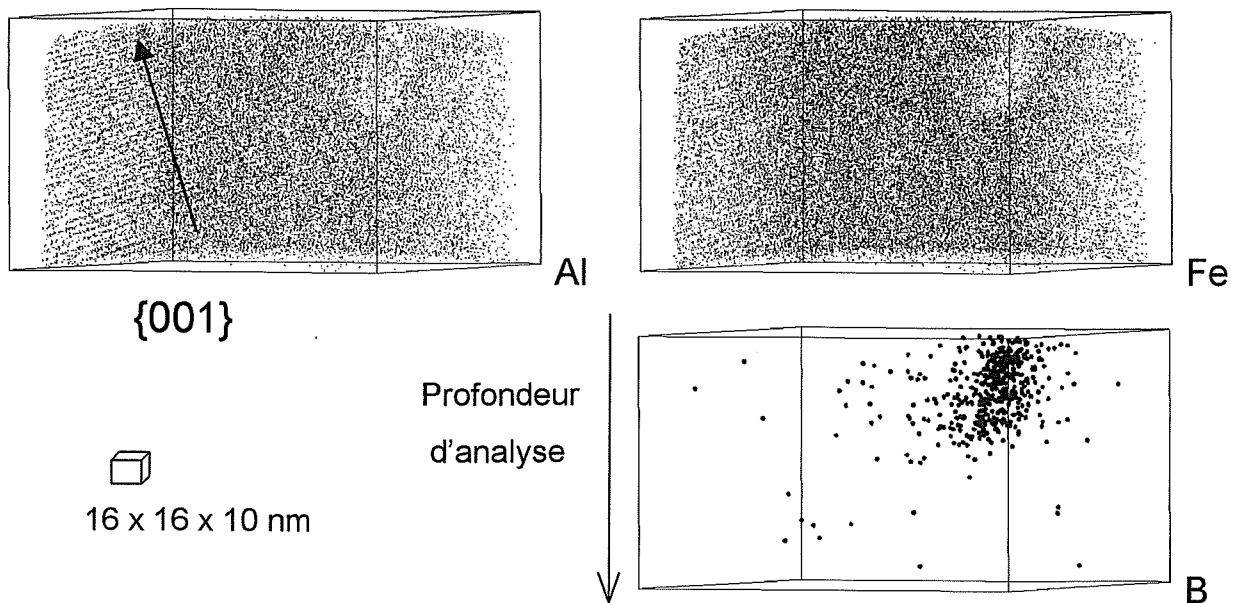 Al
Fe
{001}
Profondeur
d'analyse
16 x 16 x 10 nm
B